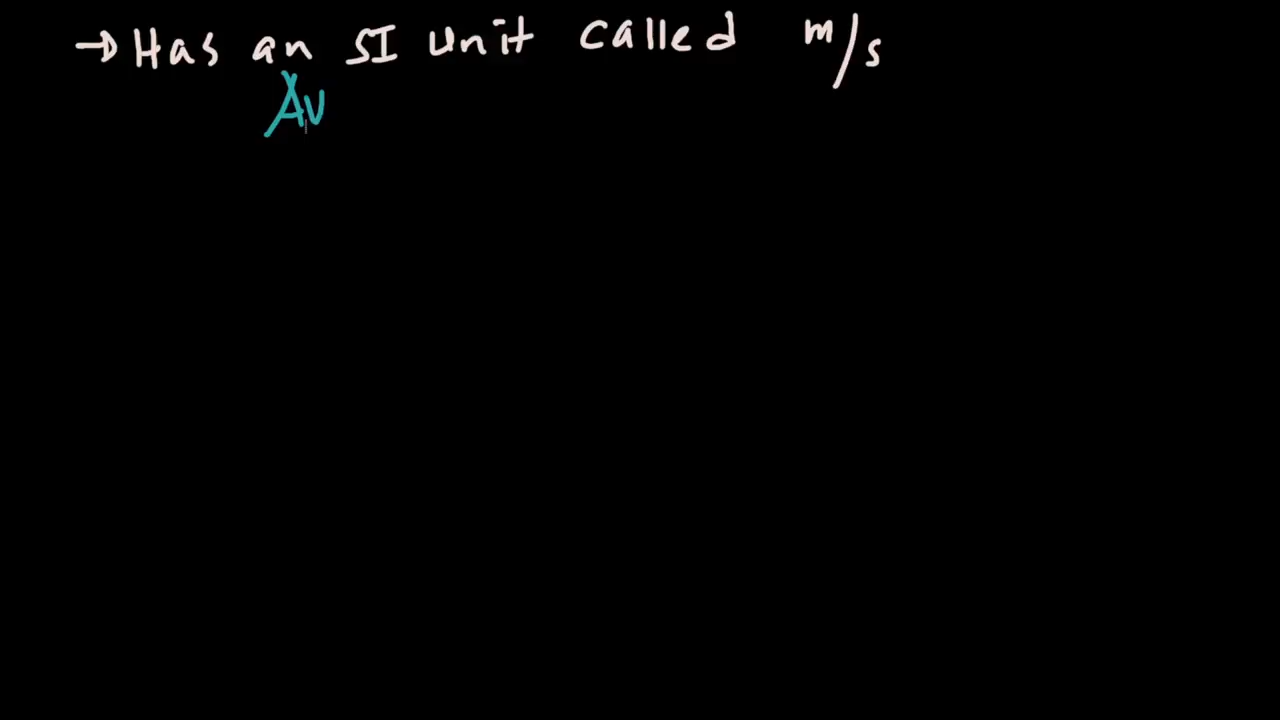 → Has an SI unit called m/s
Av